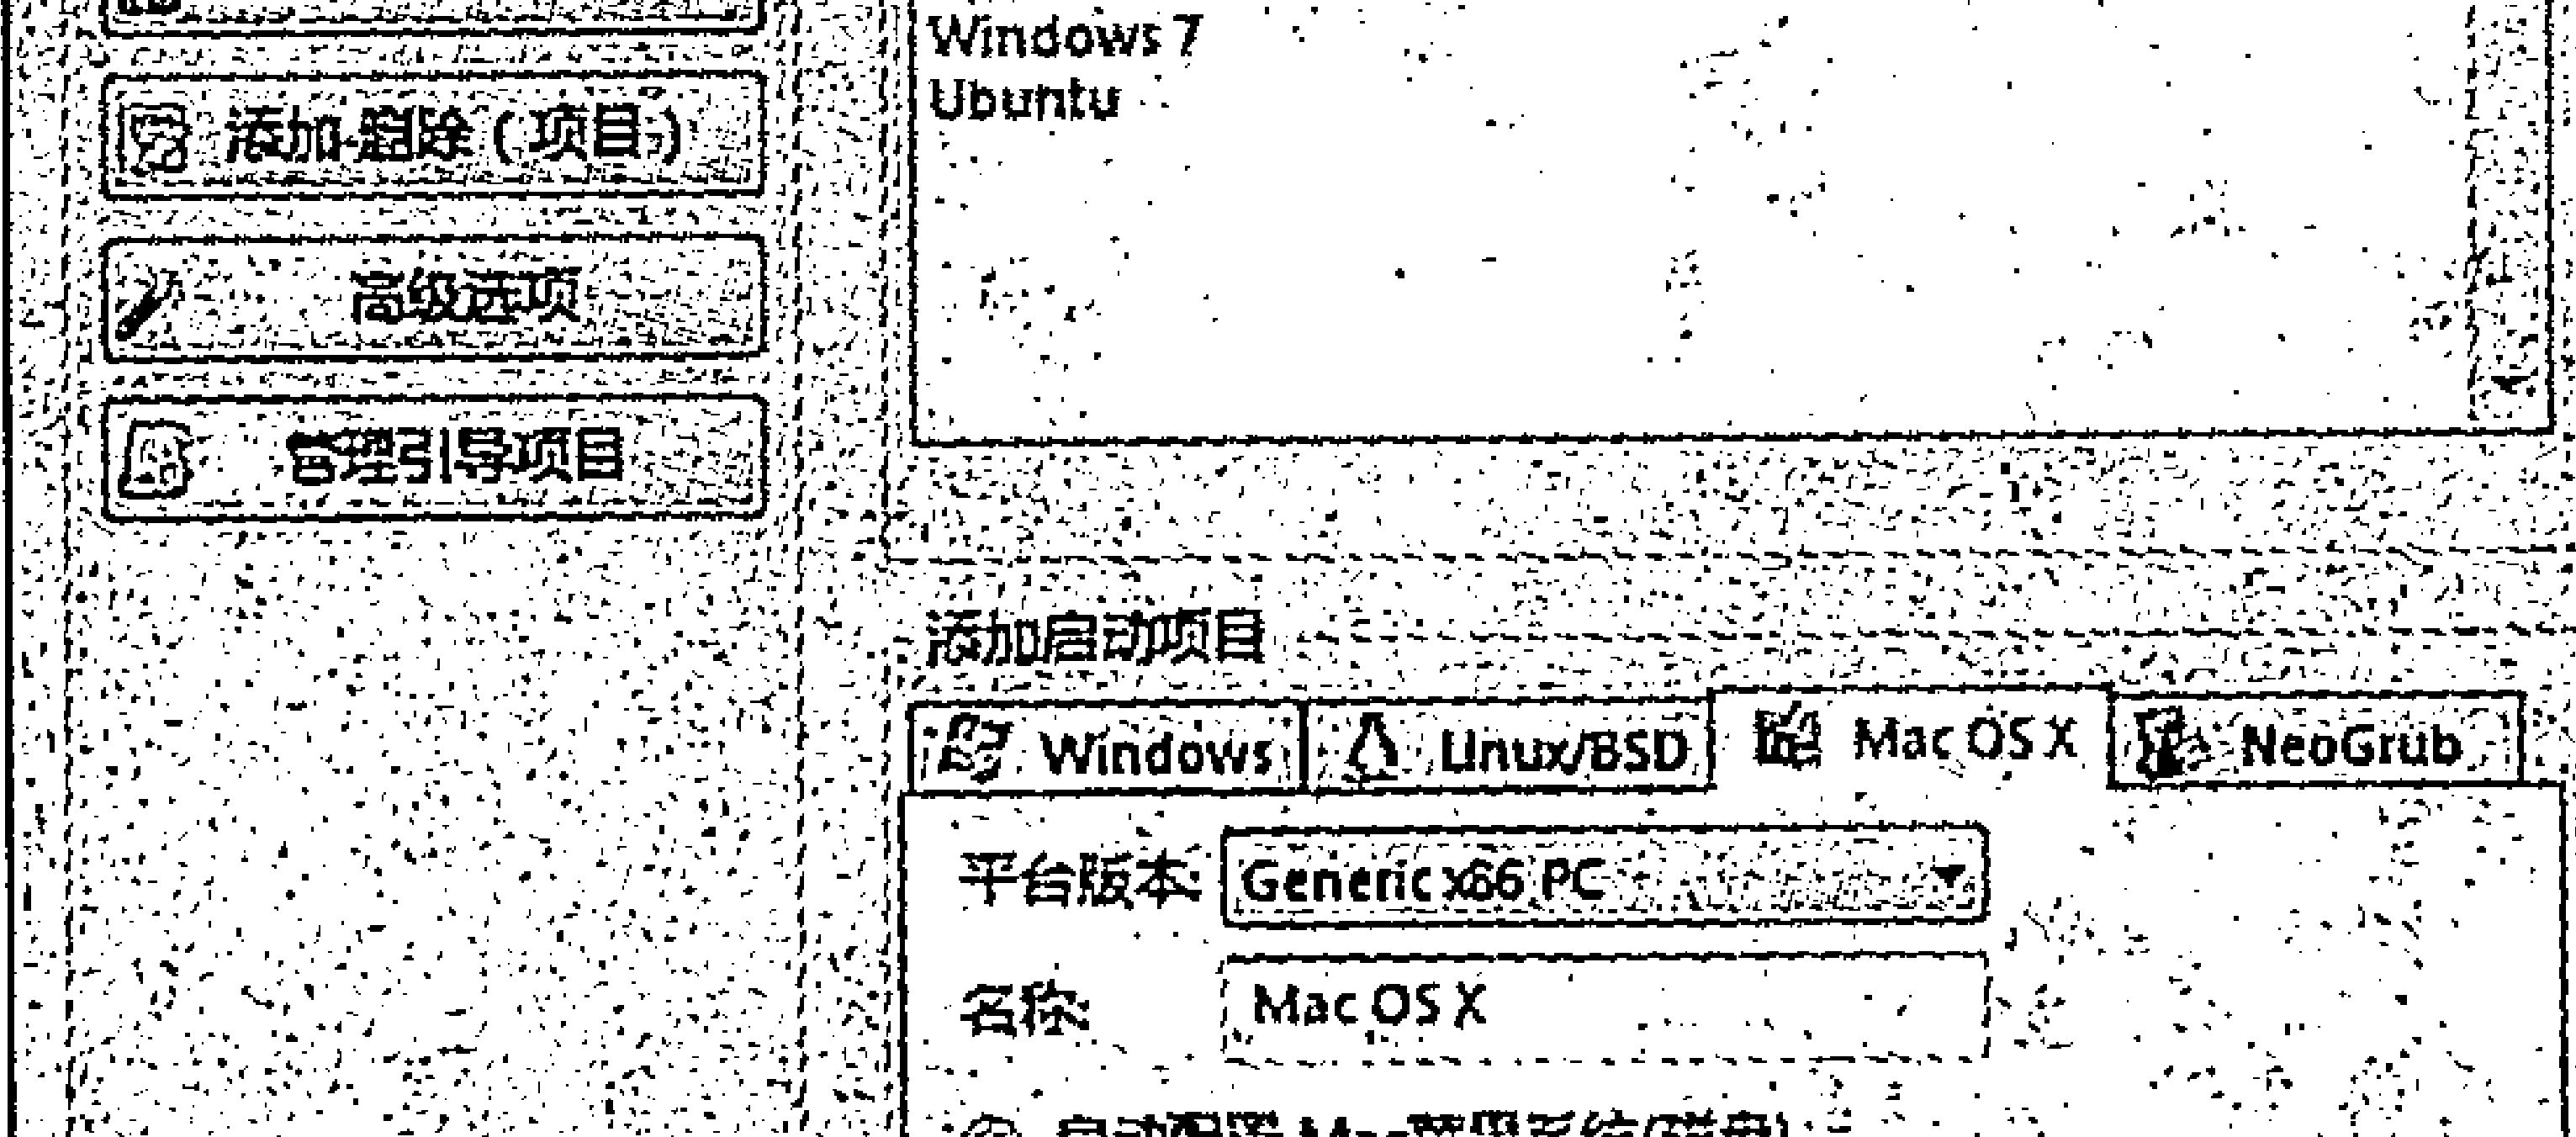 Windows 7
Ubuntu
添加-删除 ( 项目 )
高级选项
管理引导项目
添加启动项目
Windows
Linux/BSD
Mac OS X
NeoGrub
平台版本:
Generic x86 PC
名称:
Mac OS X